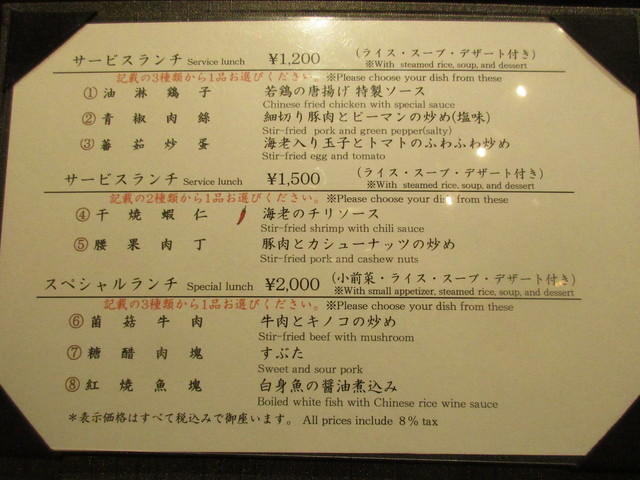 サービスランチ Service lunch ¥1,200 (ライス・スープ・デザート付き)
※With steamed rice, soup, and dessert
記載の3種類から1品お選びください。※Please choose your dish from these
① 油淋鶏子 若鶏の唐揚げ 特製ソース
Chinese fried chicken with special sauce
② 青椒肉絲 細切り豚肉とピーマンの炒め(塩味)
Stir-fried pork and green pepper(salty)
③ 蕃茄炒蛋 海老入り玉子とトマトのふわふわ炒め
Stir-fried egg and tomato
サービスランチ Service lunch ¥1,500 (ライス・スープ・デザート付き)
※With steamed rice, soup, and dessert
記載の2種類から1品お選びください。※Please choose your dish from these
④ 干燒蝦仁 海老のチリソース
Stir-fried shrimp with chili sauce
⑤ 腰果肉丁 豚肉とカシューナッツの炒め
Stir-fried pork and cashew nuts
スペシャルランチ Special lunch ¥2,000 (小前菜・ライス・スープ・デザート付き)
※With small appetizer, steamed rice, soup, and dessert
記載の3種類から1品お選びください。※Please choose your dish from these
⑥ 菌菇牛肉 牛肉とキノコの炒め
Stir-fried beef with mushroom
⑦ 糖醋肉塊 すぶた
Sweet and sour pork
⑧ 紅燒魚塊 白身魚の醤油煮込み
Boiled white fish with Chinese rice wine sauce
*表示価格はすべて税込みで御座います。 All prices include 8%tax